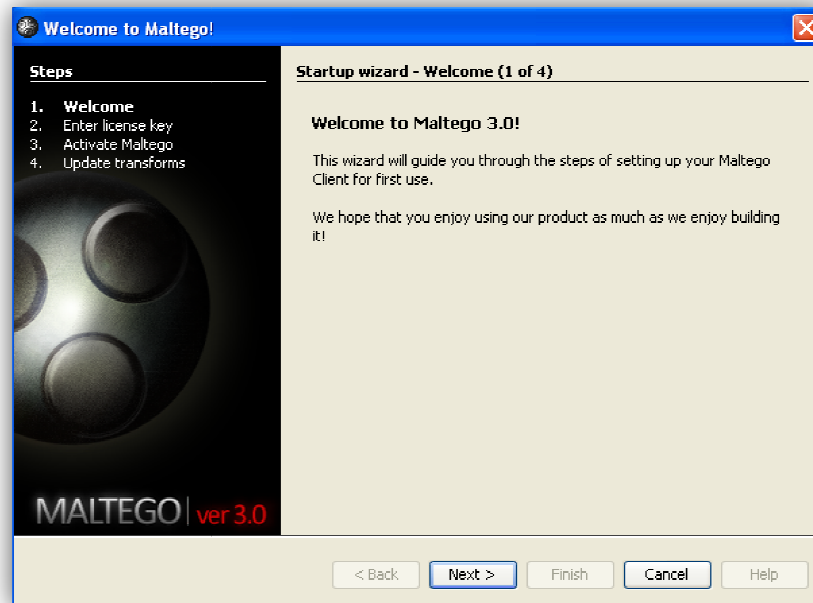 Welcome to Maltego!
Steps
1. Welcome
2. Enter license key
3. Activate Maltego
4. Update transforms
MALTEGO ver 3.0
Startup wizard - Welcome (1 of 4)
Welcome to Maltego 3.0!
This wizard will guide you through the steps of setting up your Maltego
Client for first use.
We hope that you enjoy using our product as much as we enjoy building
it!
< Back
Next >
Finish
Cancel
Help